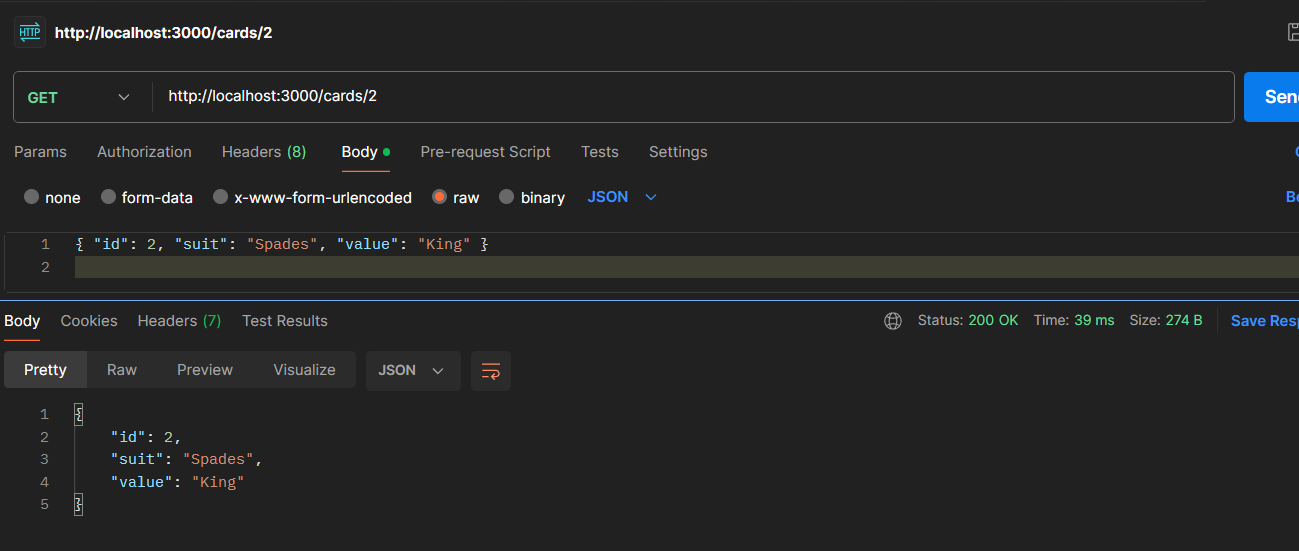 HTTP http://localhost:3000/cards/2
GET http://localhost:3000/cards/2
Params Authorization Headers (8) Body Pre-request Script Tests Settings
none form-data x-www-form-urlencoded raw binary JSON
1 { "id": 2, "suit": "Spades", "value": "King" }
2
Body Cookies Headers (7) Test Results Status: 200 OK Time: 39 ms Size: 274 B Save
Pretty Raw Preview Visualize JSON
1 {
2 "id": 2,
3 "suit": "Spades",
4 "value": "King"
5 }